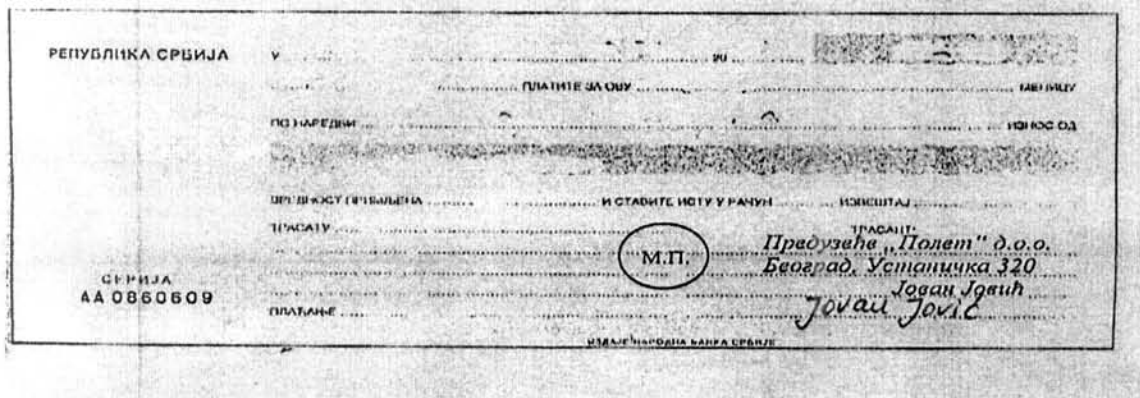 РЕПУБЛИКА СРБИЈА
У 20
ПЛАТИТЕ ЗА ОВУ МЕНИЦУ
ПО НАРЕДБИ ИЗНОС ОД
ВРЕДНОСТ ПРИМЉЕНА И СТАВИТЕ ИСТУ У РАЧУН ИЗВЕШТАЈ
ТРАСАТУ ТРАСАНТ
М.П.
Предузеће „Полет" д.о.о.
Београд, Устаничка 320
Јован Јовић
Jovan Jović
СЕРИЈА
АА 0860609
ПЛАЋАЊЕ
ИЗДАЈЕ НАРОДНА БАНКА СРБИЈЕ